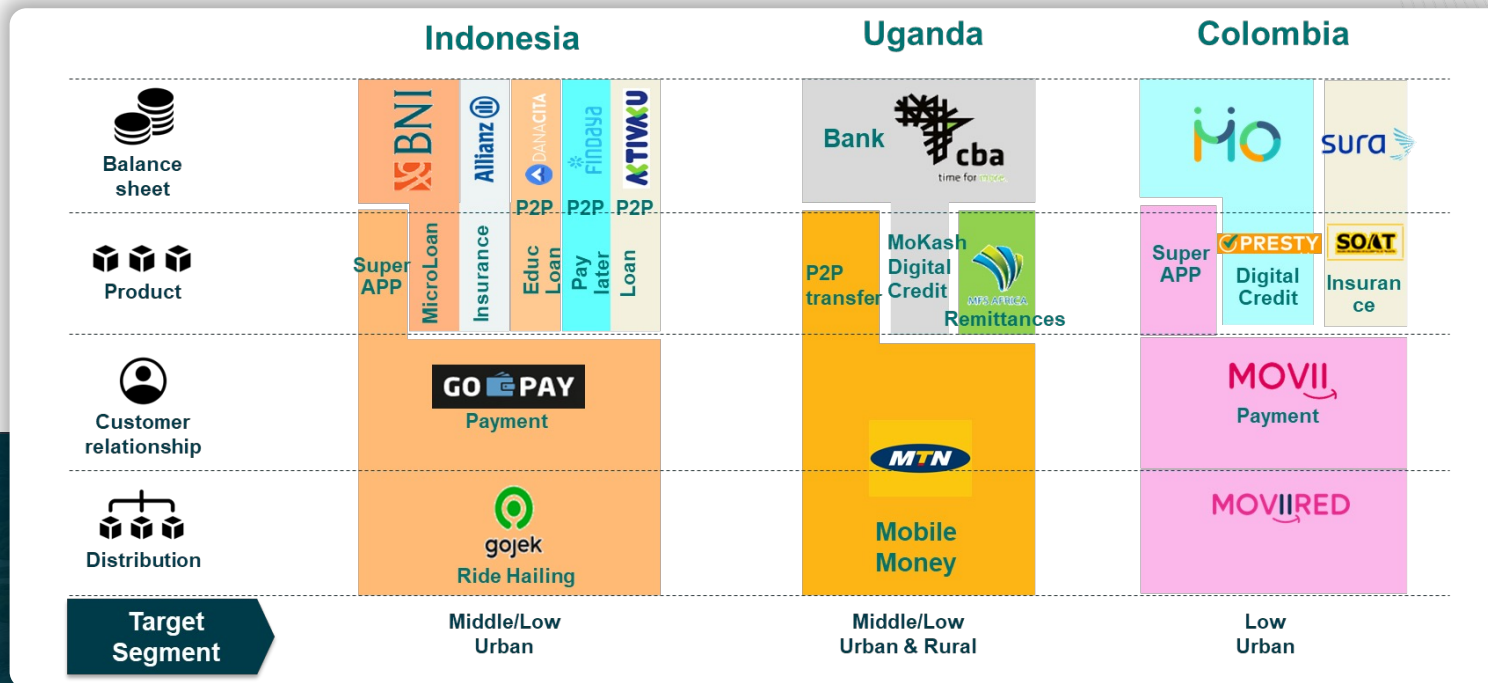 Indonesia
Uganda
Colombia
Balance
sheet
BNI
Allianz
DANACITA
FINDAYA
AKTIVAKU
P2P
P2P
P2P
Bank
cba
time for more.
MO
sura
Product
Super
APP
MicroLoan
Insurance
Educ
Loan
Pay
later
Loan
P2P
transfer
MoKash
Digital
Credit
MFS AFRICA
Remittances
Super
APP
PRESTY
Digital
Credit
SOAT
Insuran
ce
Customer
relationship
GO PAY
Payment
MTN
MOVII
Payment
Distribution
gojek
Ride Hailing
Mobile
Money
MOVIIRED
Target
Segment
Middle/Low
Urban
Middle/Low
Urban & Rural
Low
Urban